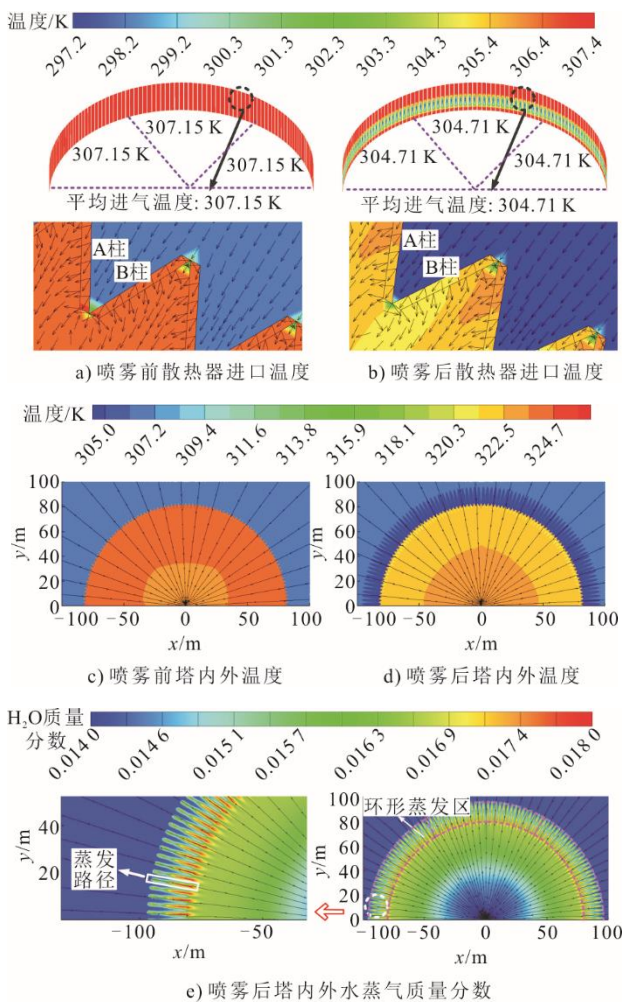 温度/K
297.2 298.2 299.2 300.3 301.3 302.3 303.3 304.3 305.4 306.4 307.4
307.15 K
307.15 K 307.15 K
平均进气温度: 307.15 K
304.71 K
304.71 K 304.71 K
平均进气温度: 304.71 K
A柱
B柱
A柱
B柱
a) 喷雾前散热器进口温度
b) 喷雾后散热器进口温度
温度/K
305.0 307.2 309.4 311.6 313.8 315.9 318.1 320.3 322.5 324.7
y/m
100
80
60
40
20
0
−100 −50 0 50 100
x/m
y/m
100
80
60
40
20
0
−100 −50 0 50 100
x/m
c) 喷雾前塔内外温度
d) 喷雾后塔内外温度
H₂O质量
分数
0.0140 0.0146 0.0151 0.0157 0.0163 0.0169 0.0174 0.0180
y/m
40
20
蒸发
路径
−100 −50
x/m
y/m
100
80
60
40
20
0
环形蒸发区
−100 −50 0 50 100
x/m
e) 喷雾后塔内外水蒸气质量分数